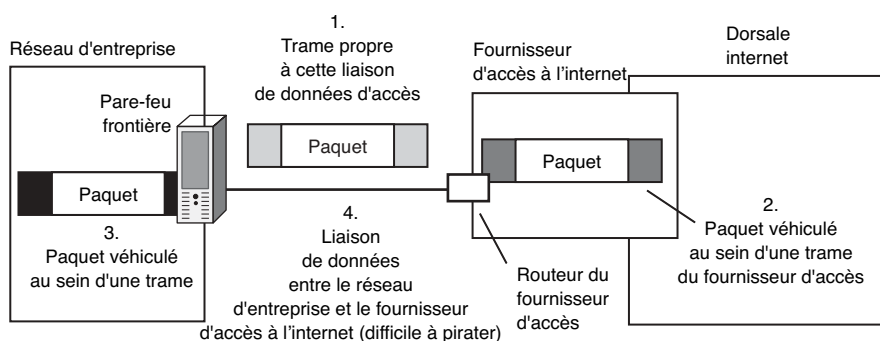 Réseau d'entreprise
Pare-feu
frontière
Paquet
3.
Paquet véhiculé
au sein d'une trame
1.
Trame propre
à cette liaison
de données d'accès
Paquet
4.
Liaison
de données
entre le réseau
d'entreprise et le fournisseur
d'accès à l'internet (difficile à pirater)
Fournisseur
d'accès à l'internet
Paquet
Routeur du
fournisseur
d'accès
Dorsale
internet
2.
Paquet véhiculé
au sein d'une trame
du fournisseur d'accès